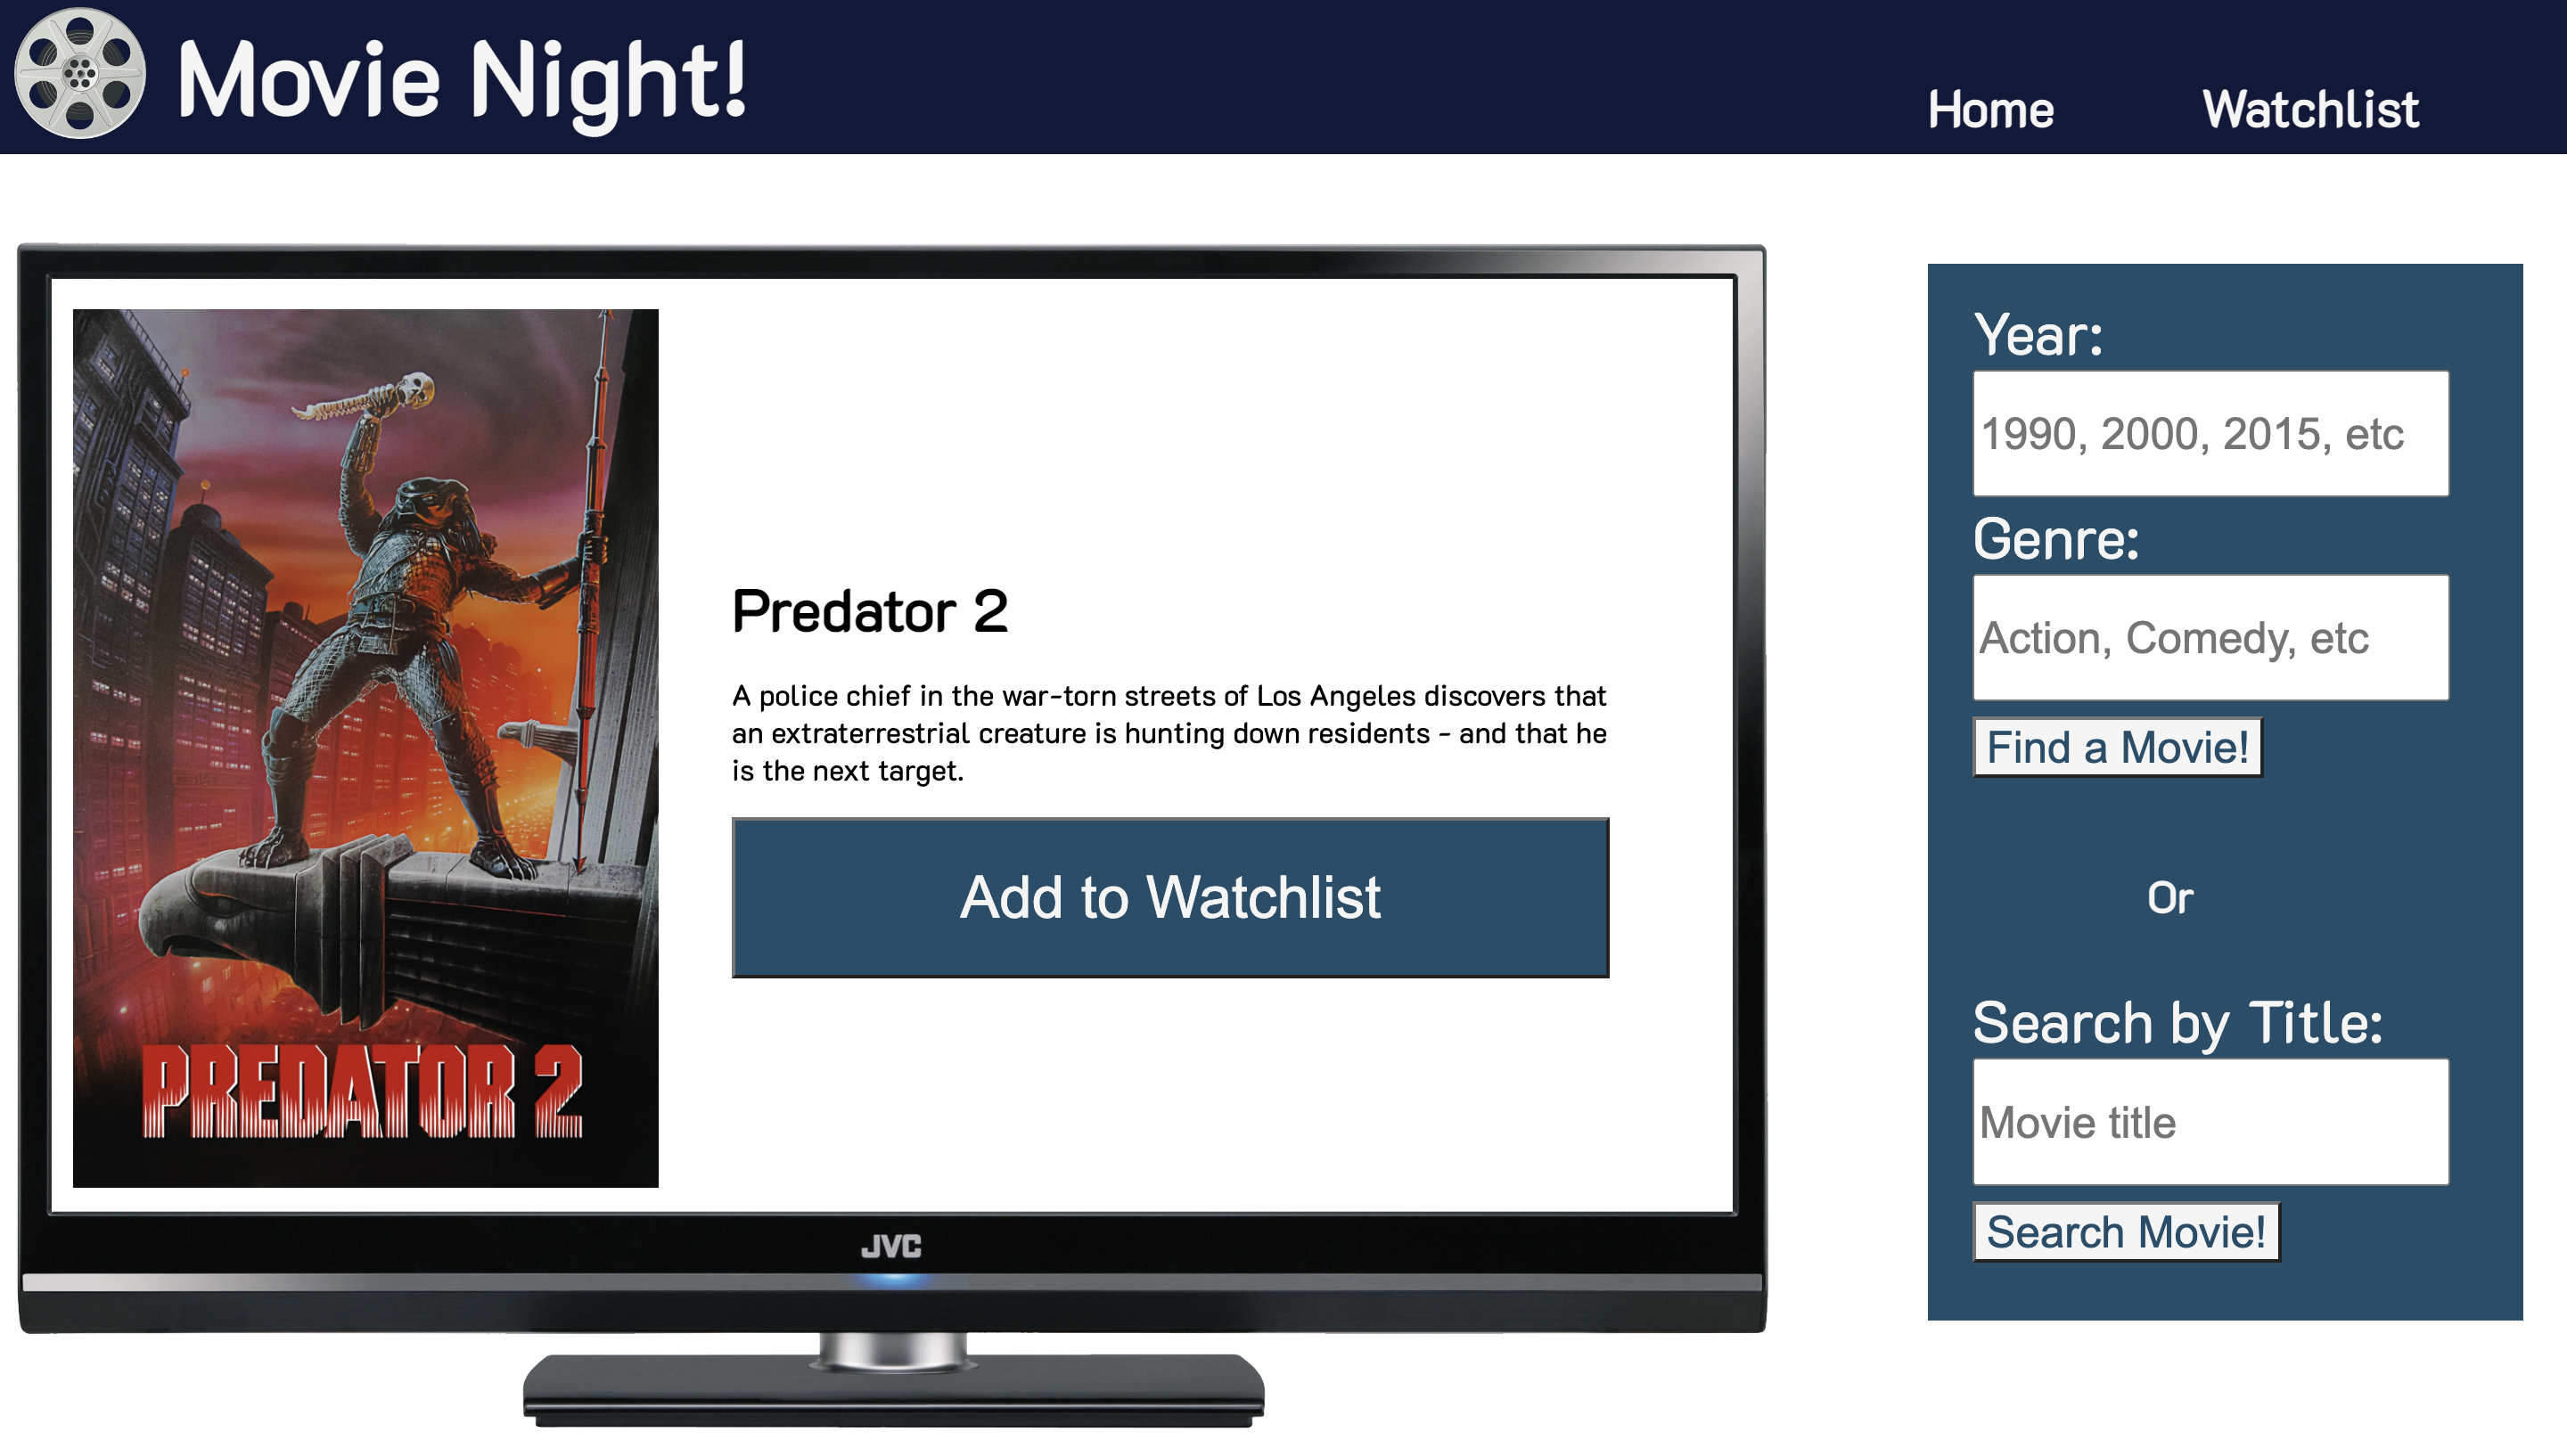 Movie Night!
Home
Watchlist
PREDATOR 2
Predator 2
A police chief in the war-torn streets of Los Angeles discovers that
an extraterrestrial creature is hunting down residents - and that he
is the next target.
Add to Watchlist
JVC
Year:
1990, 2000, 2015, etc
Genre:
Action, Comedy, etc
Find a Movie!
Or
Search by Title:
Movie title
Search Movie!